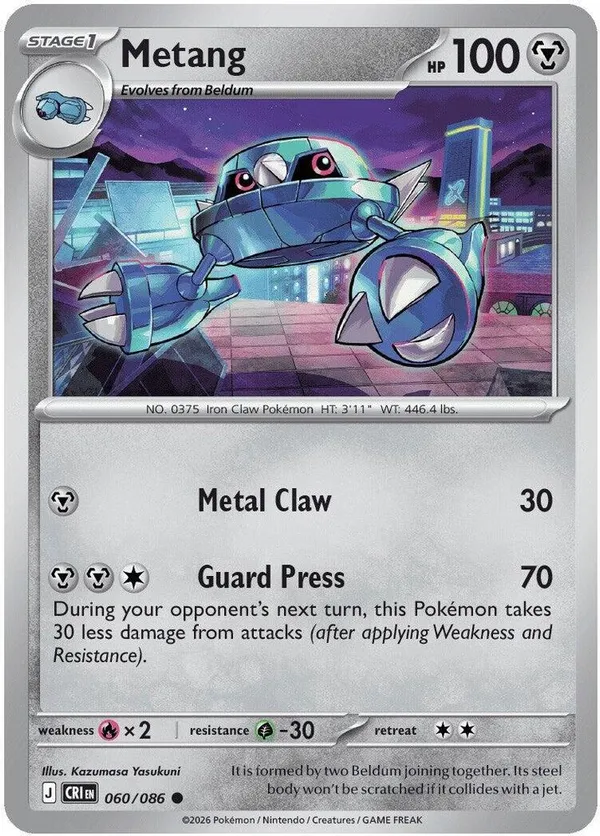 STAGE1
Metang
HP 100
Evolves from Beldum
NO. 0375 Iron Claw Pokémon HT: 3'11" WT: 446.4 lbs.
Metal Claw 30
Guard Press 70
During your opponent's next turn, this Pokémon takes
30 less damage from attacks (after applying Weakness and
Resistance).
weakness ×2 resistance -30 retreat
Illus. Kazumasa Yasukuni
J CRI EN 060/086
It is formed by two Beldum joining together. Its steel
body won't be scratched if it collides with a jet.
©2026 Pokémon / Nintendo / Creatures / GAME FREAK